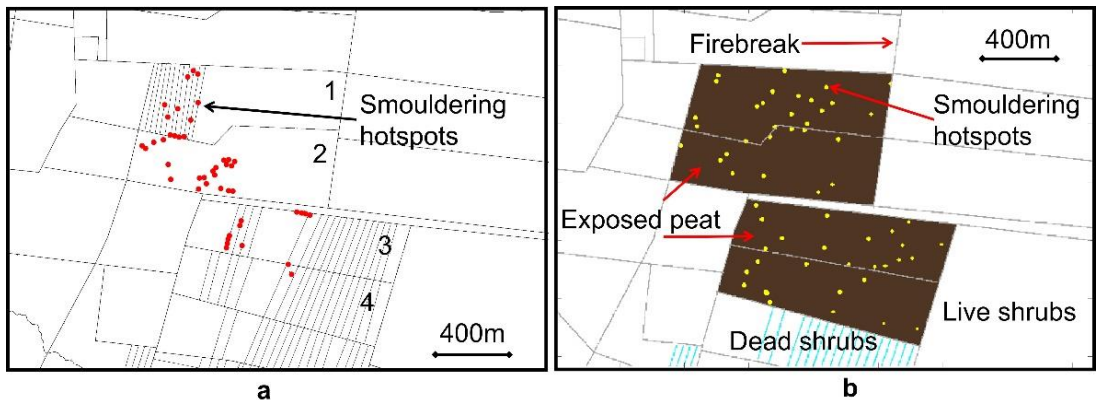 1
Smouldering
hotspots
2
3
4
400m
a
Firebreak
400m
Smouldering
hotspots
Exposed peat
Live shrubs
Dead shrubs
b